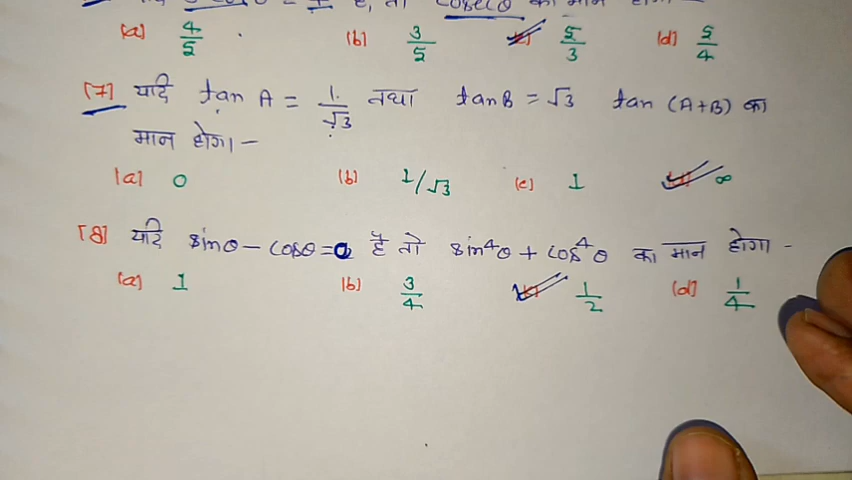 है, तो cosecθ का मान होगा
(a) 4/5 (b) 3/5 (c) 5/3 (d) 5/4
(7) यदि tan A = 1/√3 तथा tan B = √3 tan (A+B) का
मान होगा।-
(a) 0 (b) 1/√3 (c) 1 ∞
(8) यदि sinθ - cosθ = 0 है तो sin⁴θ + cos⁴θ का मान होगा -
(a) 1 (b) 3/4 1/2 (d) 1/4